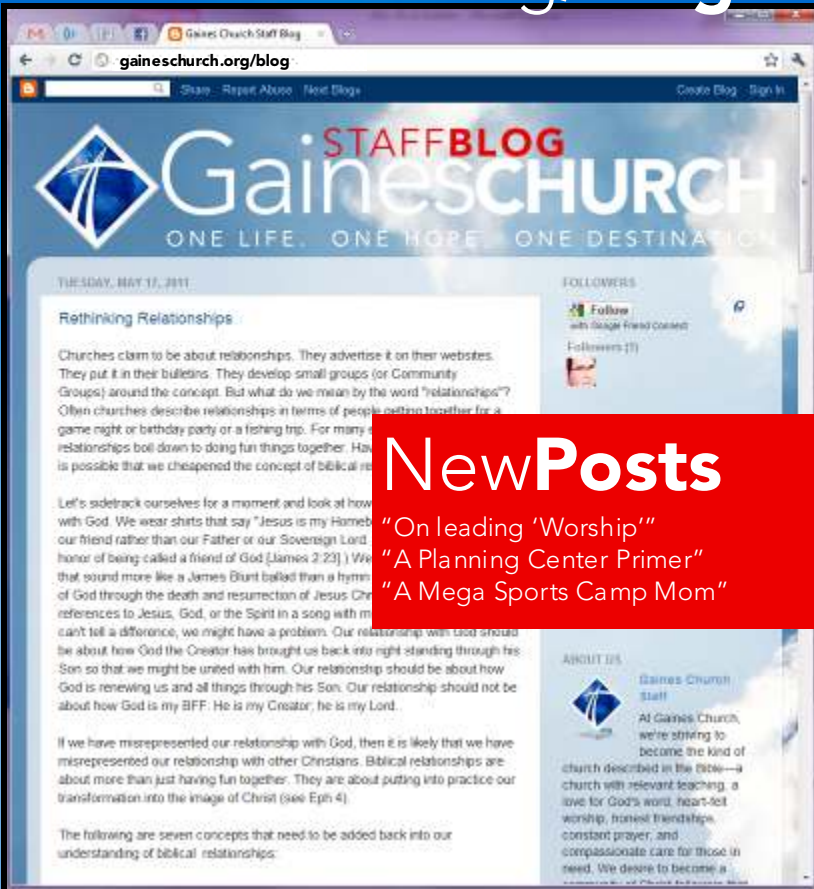 Gaines Church Staff Blog
gaineschurch.org/blog
Share Report Abuse Next Blog»
Create Blog Sign In
STAFFBLOG
GainesCHURCH
ONE LIFE. ONE HOPE. ONE DESTINATION
TUESDAY, MAY 17, 2011
Rethinking Relationships
Churches claim to be about relationships. They advertise it on their websites.
They put it in their bulletins. They develop small groups (or Community
Groups) around the concept. But what do we mean by the word "relationships"?
Often churches describe relationships in terms of people getting together for a
game night or birthday party or a fishing trip. For many
relationships boil down to doing fun things together.
is possible that we cheapened the concept of biblical
Let's sidetrack ourselves for a moment and look at how
with God. We wear shirts that say "Jesus is my
our friend rather than our Father or our Sovereign Lord
honor of being called a friend of God [James 2:23].) We
that sound more like a James Blunt ballad than a hymn
of God through the death and resurrection of Jesus
references to Jesus, God, or the Spirit in a song with
can't tell a difference, we might have a problem. Our relationship with God should
be about how God the Creator has brought us back into right standing through his
Son so that we might be united with him. Our relationship should be about how
God is renewing us and all things through his Son. Our relationship should not be
about how God is my BFF. He is my Creator, he is my Lord.
If we have misrepresented our relationship with God, then it is likely that we have
misrepresented our relationship with other Christians. Biblical relationships are
about more than just having fun together. They are about putting into practice our
transformation into the image of Christ (see Eph 4).
The following are seven concepts that need to be added back into our
understanding of biblical relationships:
FOLLOWERS
Follow
with Google Friend Connect
Followers (1)
NewPosts
"On leading 'Worship'"
"A Planning Center Primer"
"A Mega Sports Camp Mom"
ABOUT US
Gaines Church
Staff
At Gaines Church,
we're striving to
become the kind of
church described in the Bible—a
church with relevant teaching, a
love for God's word, heart-felt
worship, honest friendships,
constant prayer, and
compassionate care for those in
need. We desire to become a